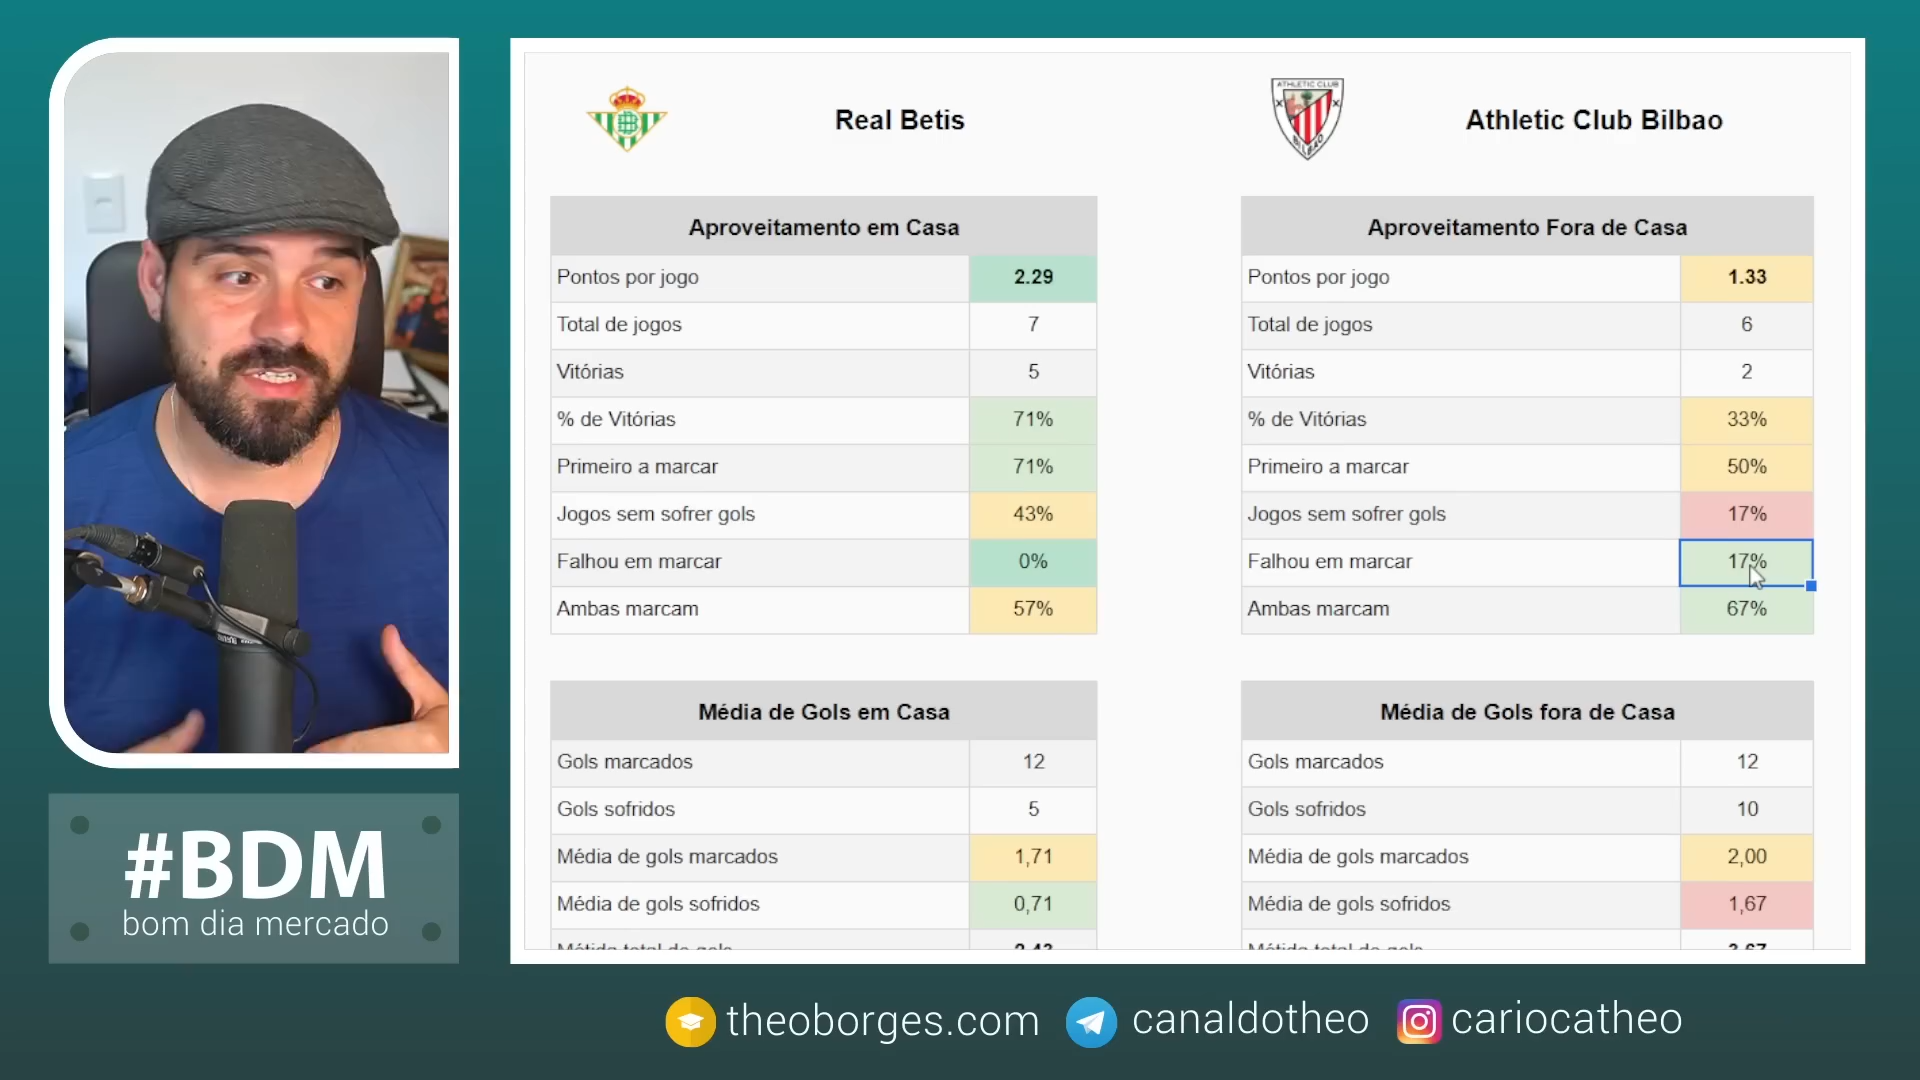 ATHLETIC CLUB
BILBAO
Real Betis
Athletic Club Bilbao
Aproveitamento em Casa
Pontos por jogo 2.29
Total de jogos 7
Vitórias 5
% de Vitórias 71%
Primeiro a marcar 71%
Jogos sem sofrer gols 43%
Falhou em marcar 0%
Ambas marcam 57%
Aproveitamento Fora de Casa
Pontos por jogo 1.33
Total de jogos 6
Vitórias 2
% de Vitórias 33%
Primeiro a marcar 50%
Jogos sem sofrer gols 17%
Falhou em marcar 17%
Ambas marcam 67%
Média de Gols em Casa
Gols marcados 12
Gols sofridos 5
Média de gols marcados 1,71
Média de gols sofridos 0,71
Média de Gols fora de Casa
Gols marcados 12
Gols sofridos 10
Média de gols marcados 2,00
Média de gols sofridos 1,67
#BDM
bom dia mercado
theoborges.com
canaldotheo
cariocatheo